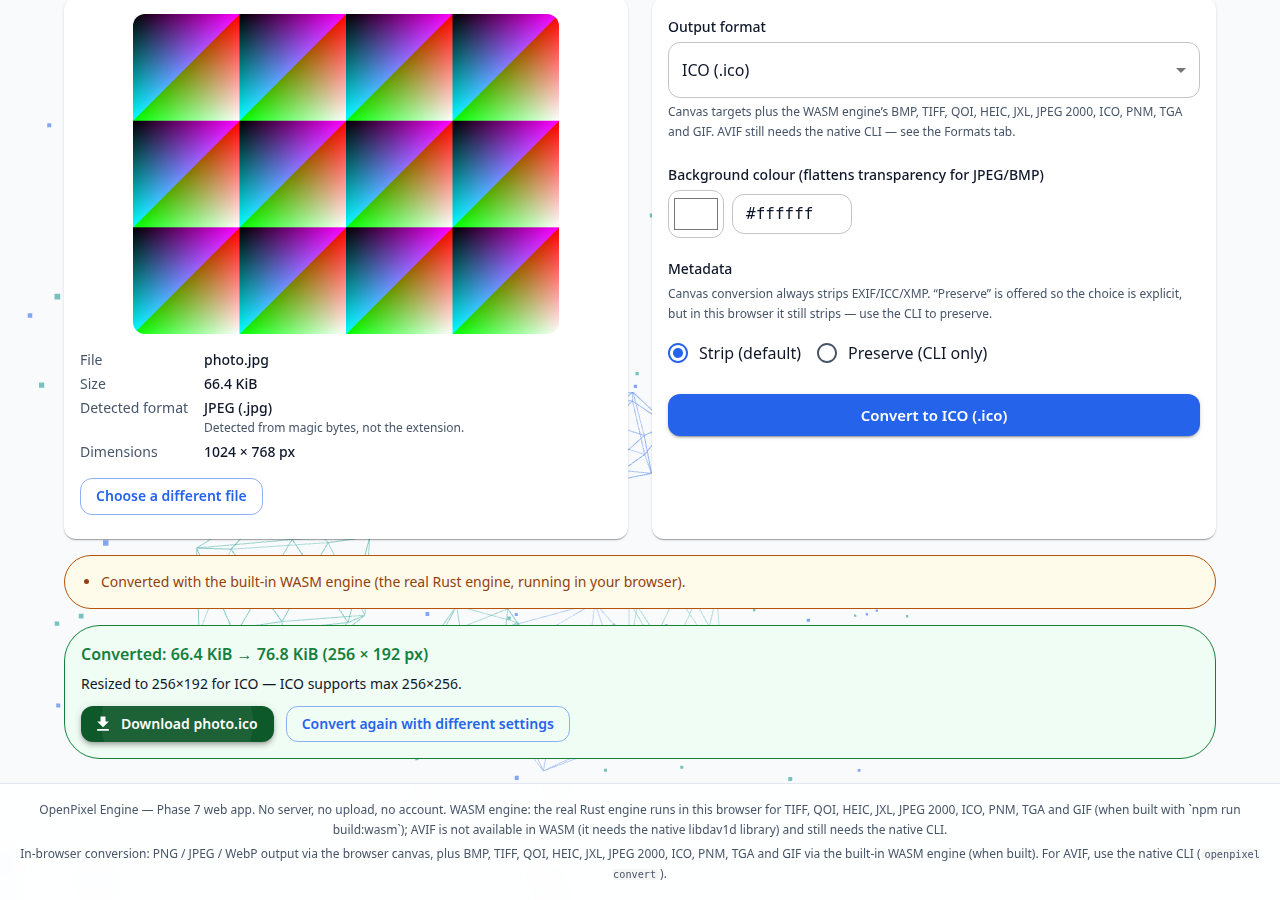 File photo.jpg
Size 66.4 KiB
Detected format JPEG (.jpg)
Detected from magic bytes, not the extension.
Dimensions 1024 × 768 px
Choose a different file
Output format
ICO (.ico)
Canvas targets plus the WASM engine’s BMP, TIFF, QOI, HEIC, JXL, JPEG 2000, ICO, PNM, TGA
and GIF. AVIF still needs the native CLI — see the Formats tab.
Background colour (flattens transparency for JPEG/BMP)
#ffffff
Metadata
Canvas conversion always strips EXIF/ICC/XMP. “Preserve” is offered so the choice is explicit,
but in this browser it still strips — use the CLI to preserve.
Strip (default) Preserve (CLI only)
Convert to ICO (.ico)
Converted with the built-in WASM engine (the real Rust engine, running in your browser).
Converted: 66.4 KiB → 76.8 KiB (256 × 192 px)
Resized to 256×192 for ICO — ICO supports max 256×256.
Download photo.ico Convert again with different settings
OpenPixel Engine — Phase 7 web app. No server, no upload, no account. WASM engine: the real Rust engine runs in this browser for TIFF, QOI, HEIC, JXL, JPEG 2000, ICO, PNM, TGA and GIF (when built with `npm run
build:wasm`); AVIF is not available in WASM (it needs the native libdav1d library) and still needs the native CLI.
In-browser conversion: PNG / JPEG / WebP output via the browser canvas, plus BMP, TIFF, QOI, HEIC, JXL, JPEG 2000, ICO, PNM, TGA and GIF via the built-in WASM engine (when built). For AVIF, use the native CLI ( openpixel
convert ).